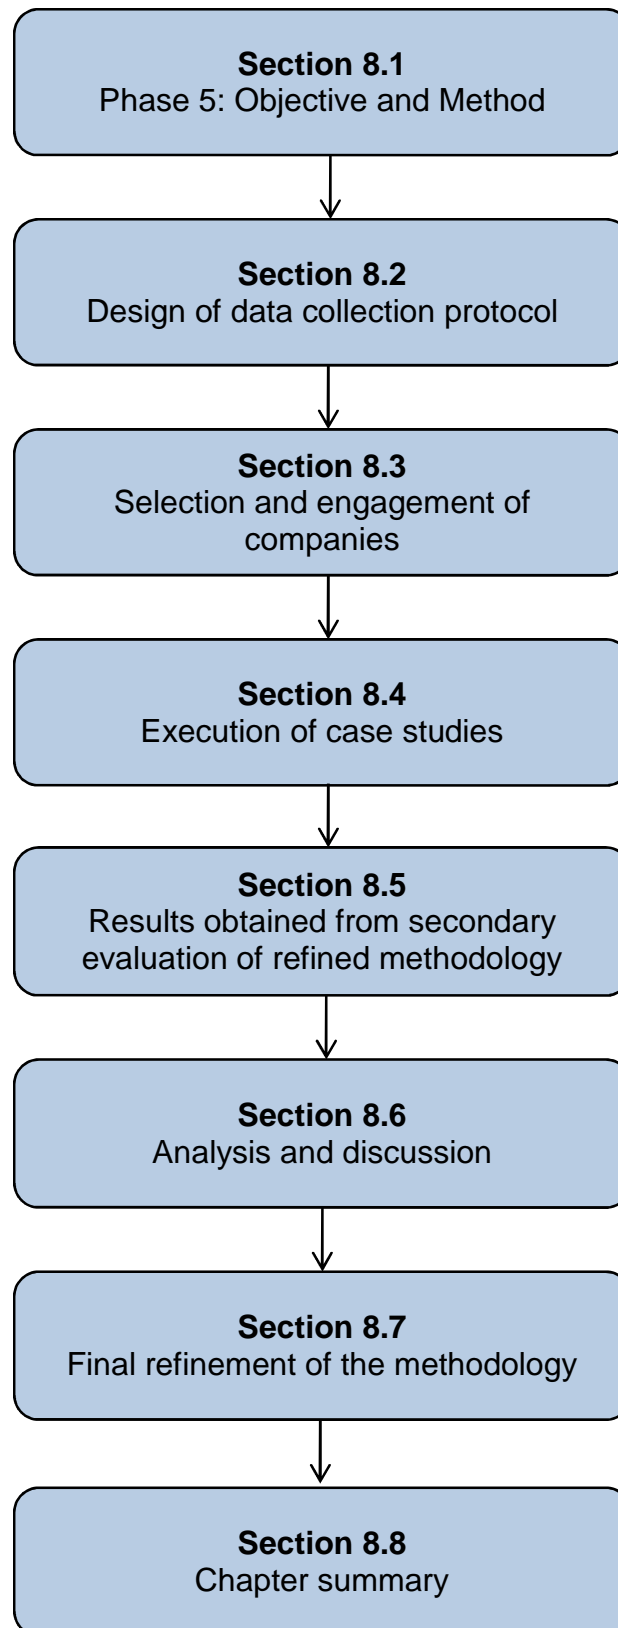 Section 8.1
Phase 5: Objective and Method
Section 8.2
Design of data collection protocol
Section 8.3
Selection and engagement of
companies
Section 8.4
Execution of case studies
Section 8.5
Results obtained from secondary
evaluation of refined methodology
Section 8.6
Analysis and discussion
Section 8.7
Final refinement of the methodology
Section 8.8
Chapter summary